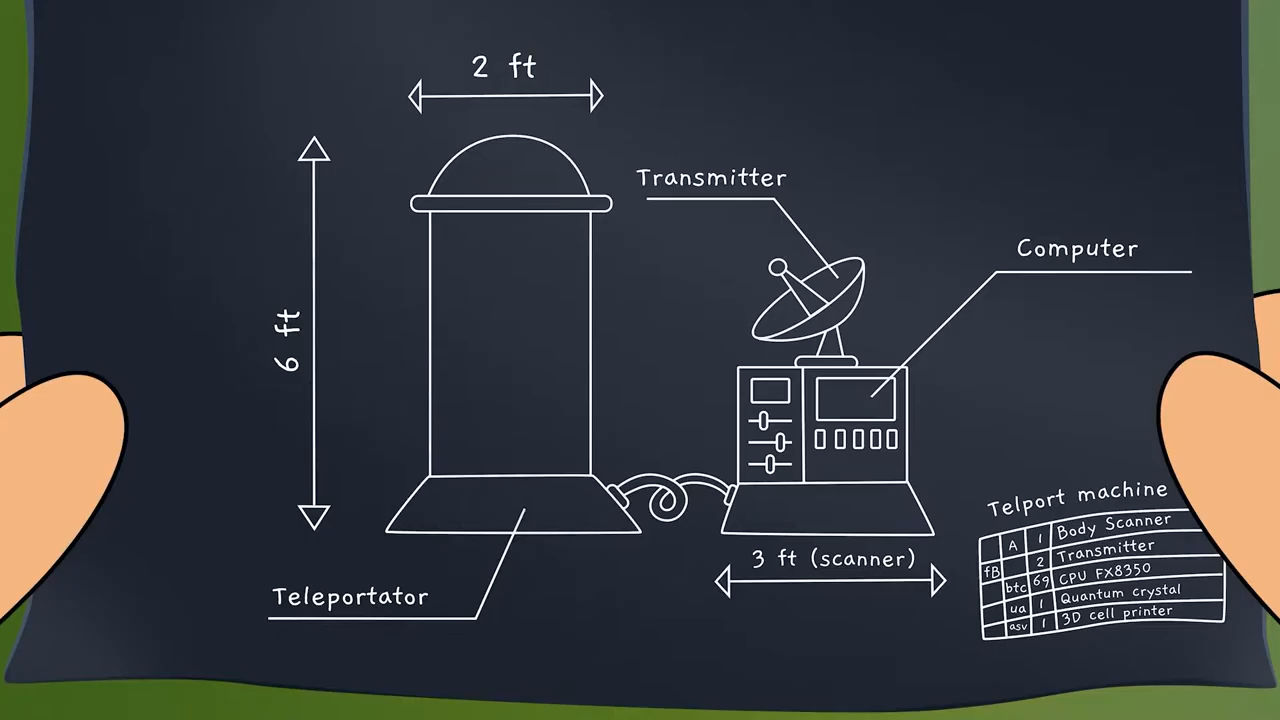 2 ft
Transmitter
Computer
6 ft
Telport machine
A 1 Body Scanner
fB 2 Transmitter
btc 69 CPU FX8350
ua 1 Quantum crystal
asv 1 3D cell printer
3 ft (scanner)
Teleportator